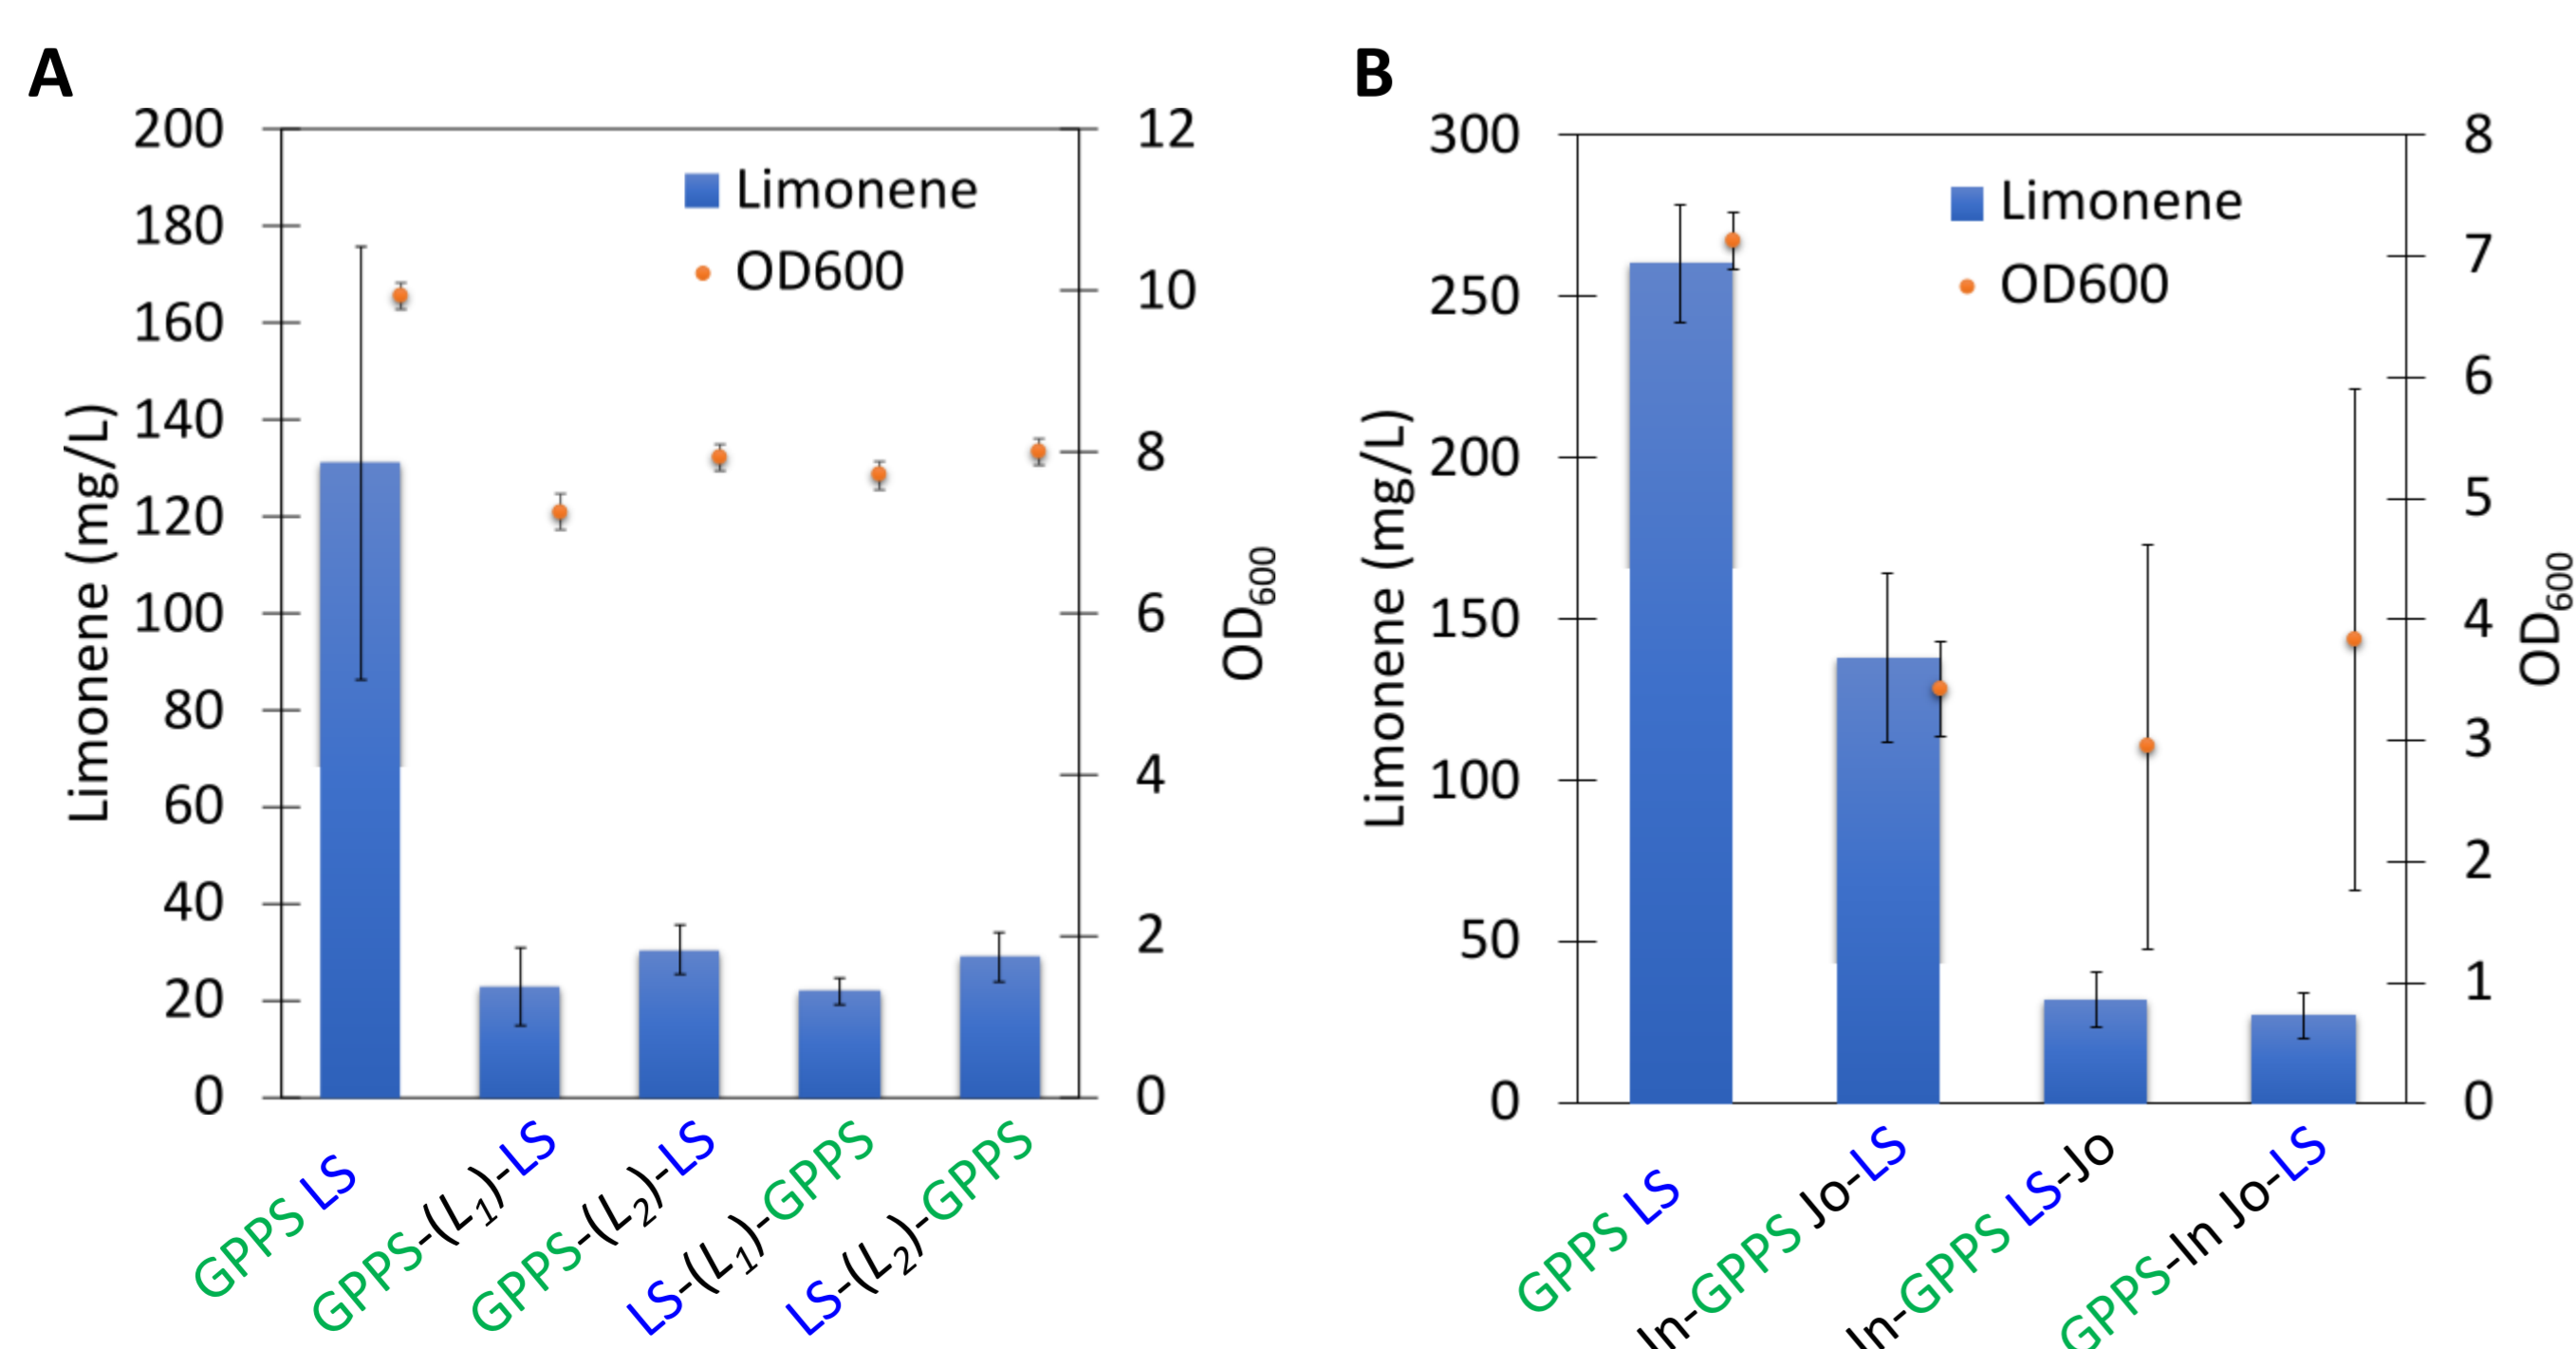 A
Limonene (mg/L)
200
180
160
140
120
100
80
60
40
20
0
Limonene
OD600
12
10
8
6
4
2
0
OD600
GPPS LS
GPPS-(L1)-LS
GPPS-(L2)-LS
LS-(L1)-GPPS
LS-(L2)-GPPS
B
Limonene (mg/L)
300
250
200
150
100
50
0
Limonene
OD600
8
7
6
5
4
3
2
1
0
OD600
GPPS LS
In-GPPS Jo-LS
In-GPPS LS-Jo
GPPS-In Jo-LS